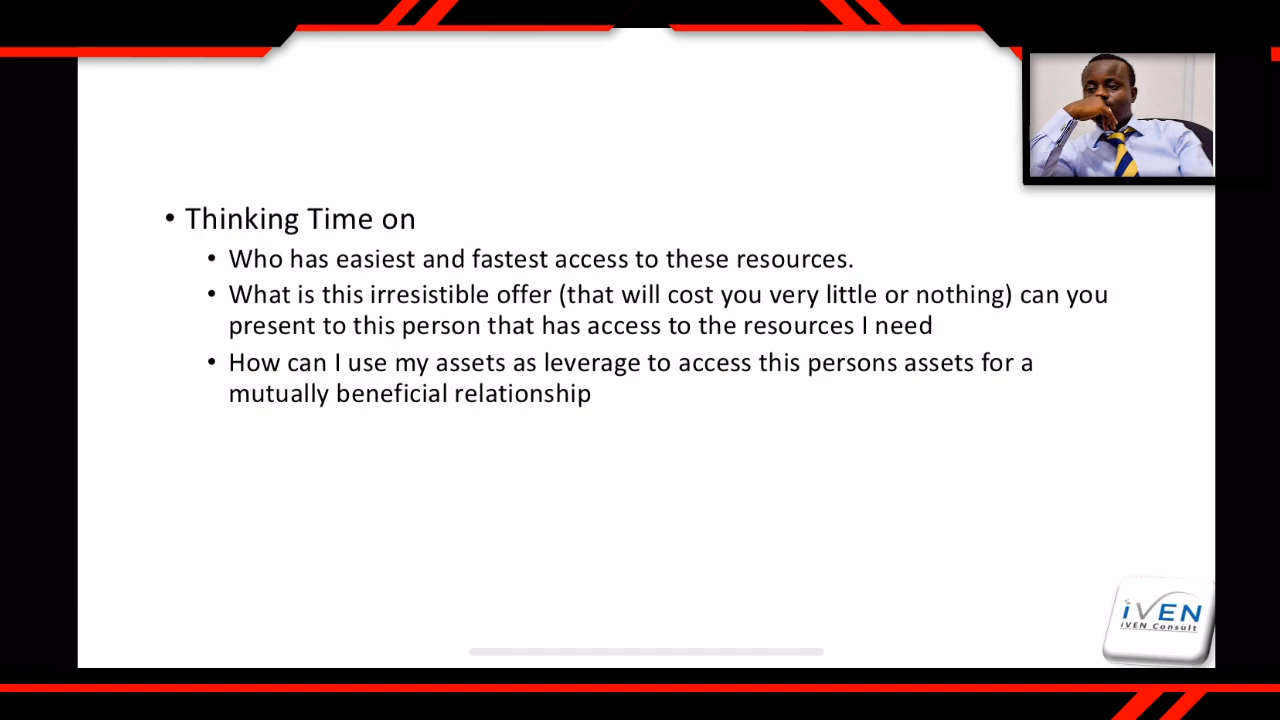 • Thinking Time on
• Who has easiest and fastest access to these resources.
• What is this irresistible offer (that will cost you very little or nothing) can you
present to this person that has access to the resources I need
• How can I use my assets as leverage to access this persons assets for a
mutually beneficial relationship
iVEN
iVEN Consult